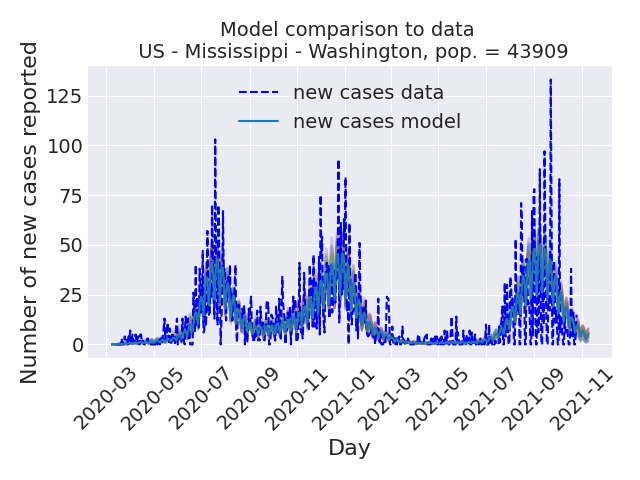 Model comparison to data
US - Mississippi - Washington, pop. = 43909
Number of new cases reported
125
100
75
50
25
0
new cases data
new cases model
2020-03
2020-05
2020-07
2020-09
2020-11
2021-01
2021-03
2021-05
2021-07
2021-09
2021-11
Day